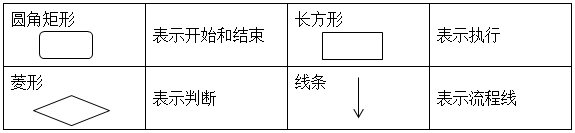 圆角矩形
表示开始和结束
长方形
表示执行
菱形
表示判断
线条
表示流程线